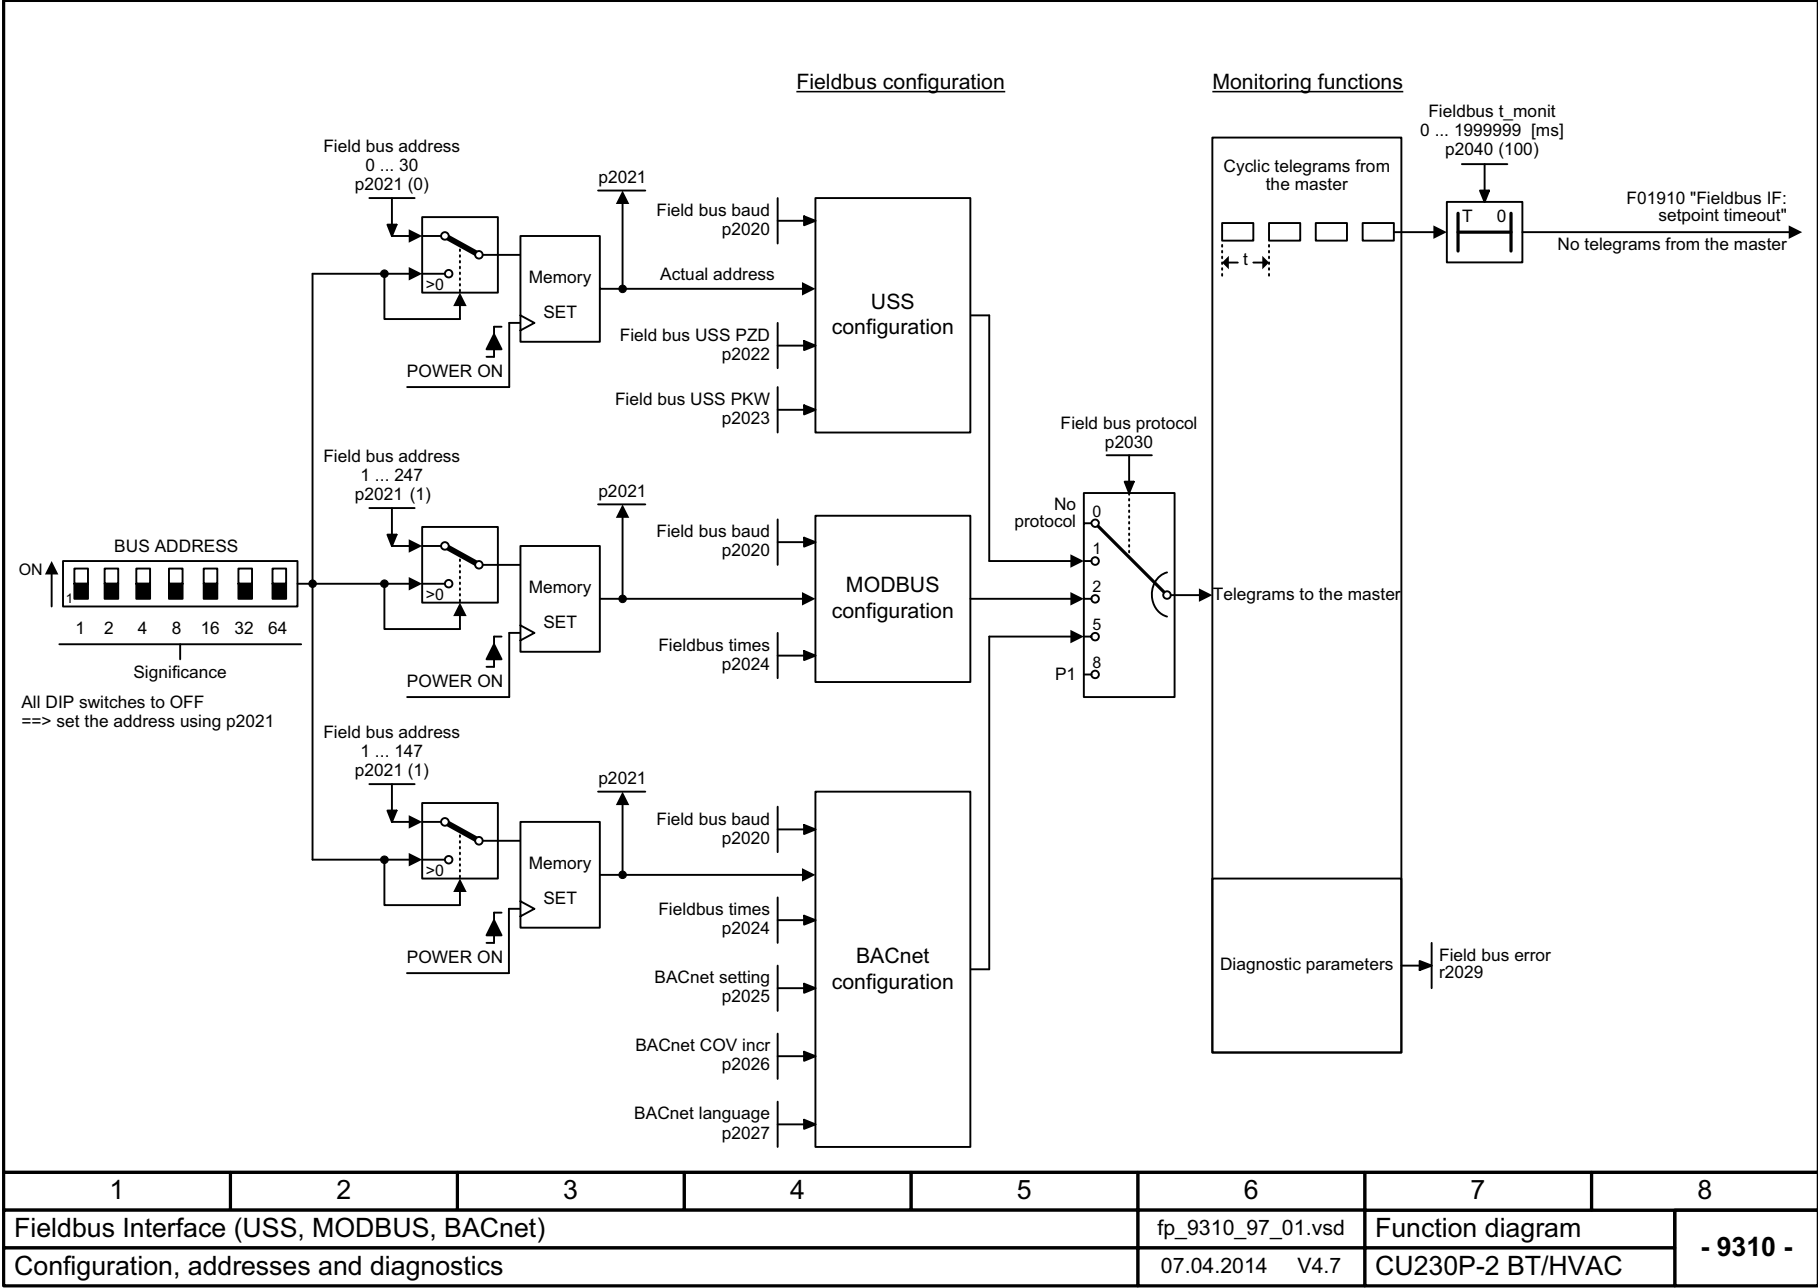 Fieldbus configuration
Monitoring functions
Field bus address
0 ... 30
p2021 (0)
>0
Memory
SET
POWER ON
p2021
Field bus baud
p2020
Actual address
Field bus USS PZD
p2022
Field bus USS PKW
p2023
USS
configuration
Cyclic telegrams from
the master
t
Fieldbus t_monit
0 ... 1999999 [ms]
p2040 (100)
T 0
F01910 "Fieldbus IF:
setpoint timeout"
No telegrams from the master
Field bus address
1 ... 247
p2021 (1)
>0
Memory
SET
POWER ON
p2021
Field bus baud
p2020
Fieldbus times
p2024
MODBUS
configuration
Field bus protocol
p2030
No
protocol
0
1
2
5
P1
8
Telegrams to the master
BUS ADDRESS
ON
1
1 2 4 8 16 32 64
Significance
All DIP switches to OFF
==> set the address using p2021
Field bus address
1 ... 147
p2021 (1)
>0
Memory
SET
POWER ON
p2021
Field bus baud
p2020
Fieldbus times
p2024
BACnet setting
p2025
BACnet COV incr
p2026
BACnet language
p2027
BACnet
configuration
Diagnostic parameters
Field bus error
r2029
1 2 3 4 5 6 7 8
Fieldbus Interface (USS, MODBUS, BACnet)
fp_9310_97_01.vsd
Function diagram
- 9310 -
Configuration, addresses and diagnostics
07.04.2014 V4.7
CU230P-2 BT/HVAC